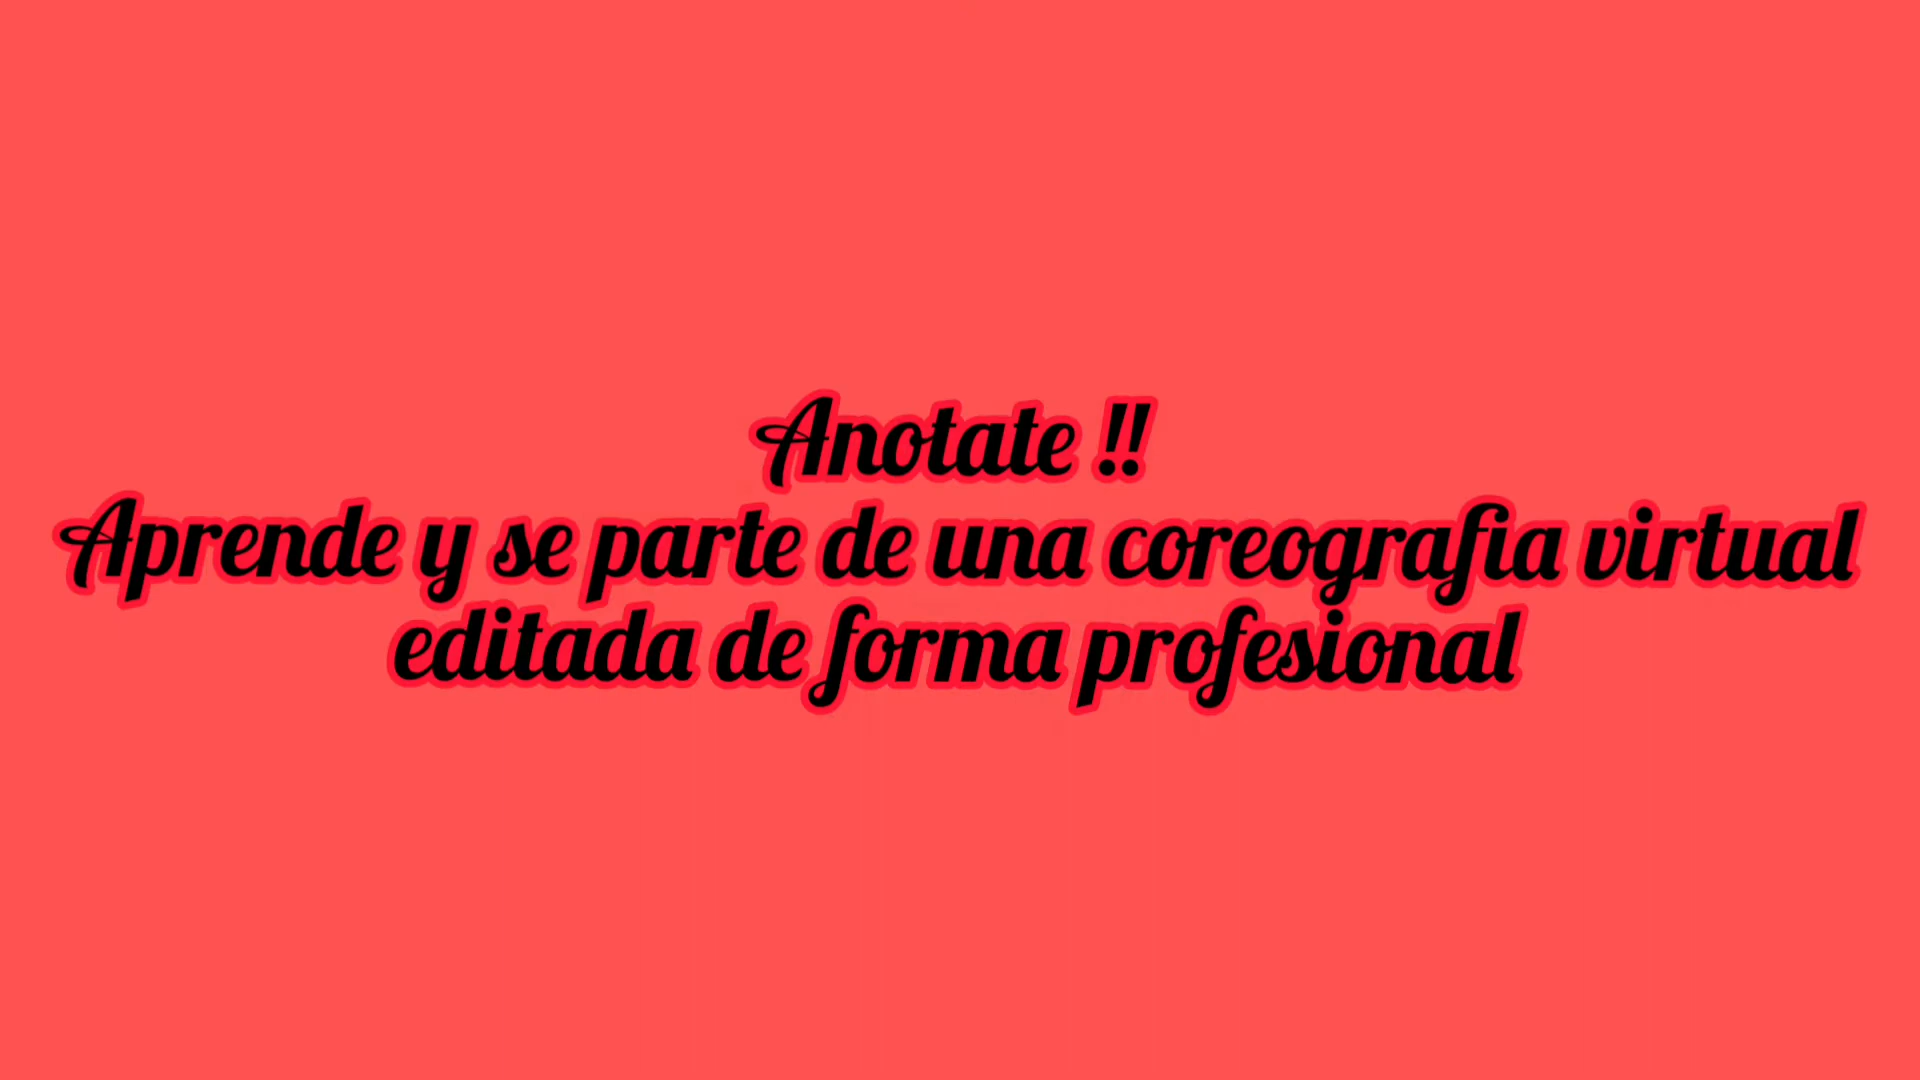 Anotate !!
Aprende y se parte de una coreografia virtual
editada de forma profesional